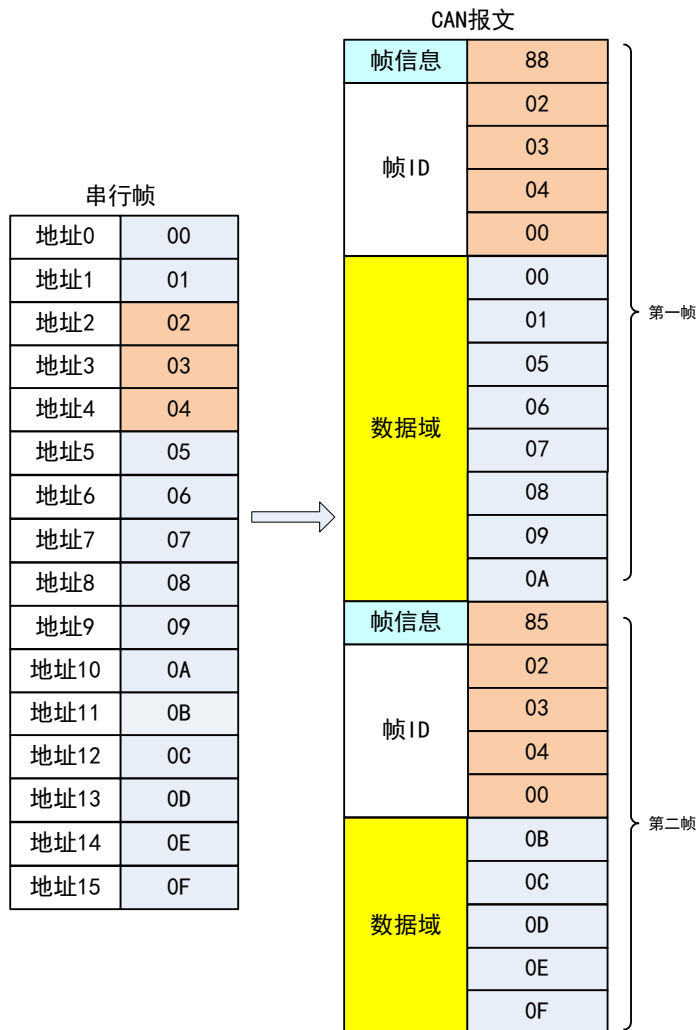 串行帧
地址0 00
地址1 01
地址2 02
地址3 03
地址4 04
地址5 05
地址6 06
地址7 07
地址8 08
地址9 09
地址10 0A
地址11 0B
地址12 0C
地址13 0D
地址14 0E
地址15 0F
CAN报文
帧信息 88
帧ID
02
03
04
00
数据域
00
01
05
06
07
08
09
0A
第一帧
帧信息 85
帧ID
02
03
04
00
数据域
0B
0C
0D
0E
0F
第二帧